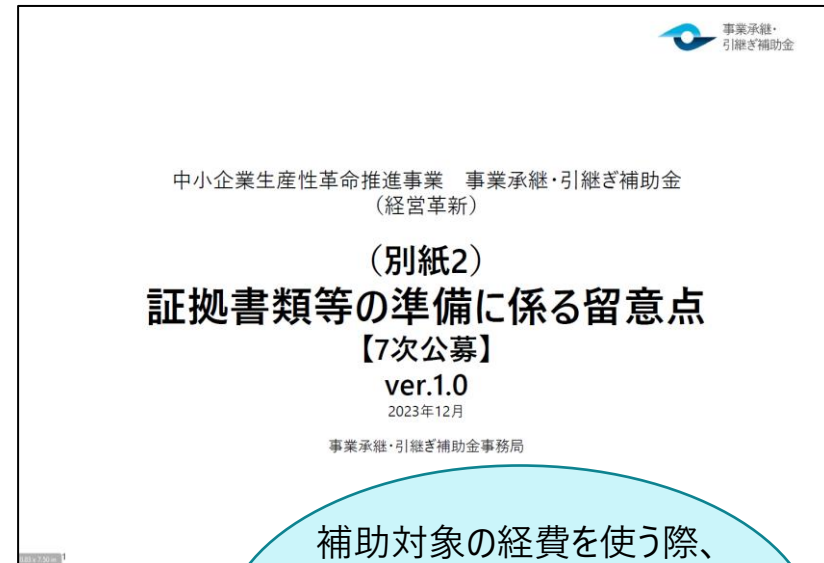 事業承継・
引継ぎ補助金
中小企業生産性革命推進事業　事業承継・引継ぎ補助金
（経営革新）
（別紙2）
証拠書類等の準備に係る留意点
【7次公募】
ver.1.0
2023年12月
事業承継・引継ぎ補助金事務局
補助対象の経費を使う際、
1